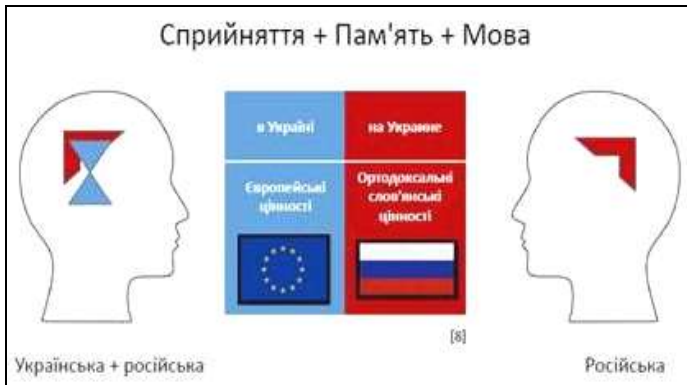 Сприйняття + Пам'ять + Мова
в Україні
на Украине
Європейські
цінності
Ортодоксальні
слов'янські
цінності
[8]
Українська + російська
Російська